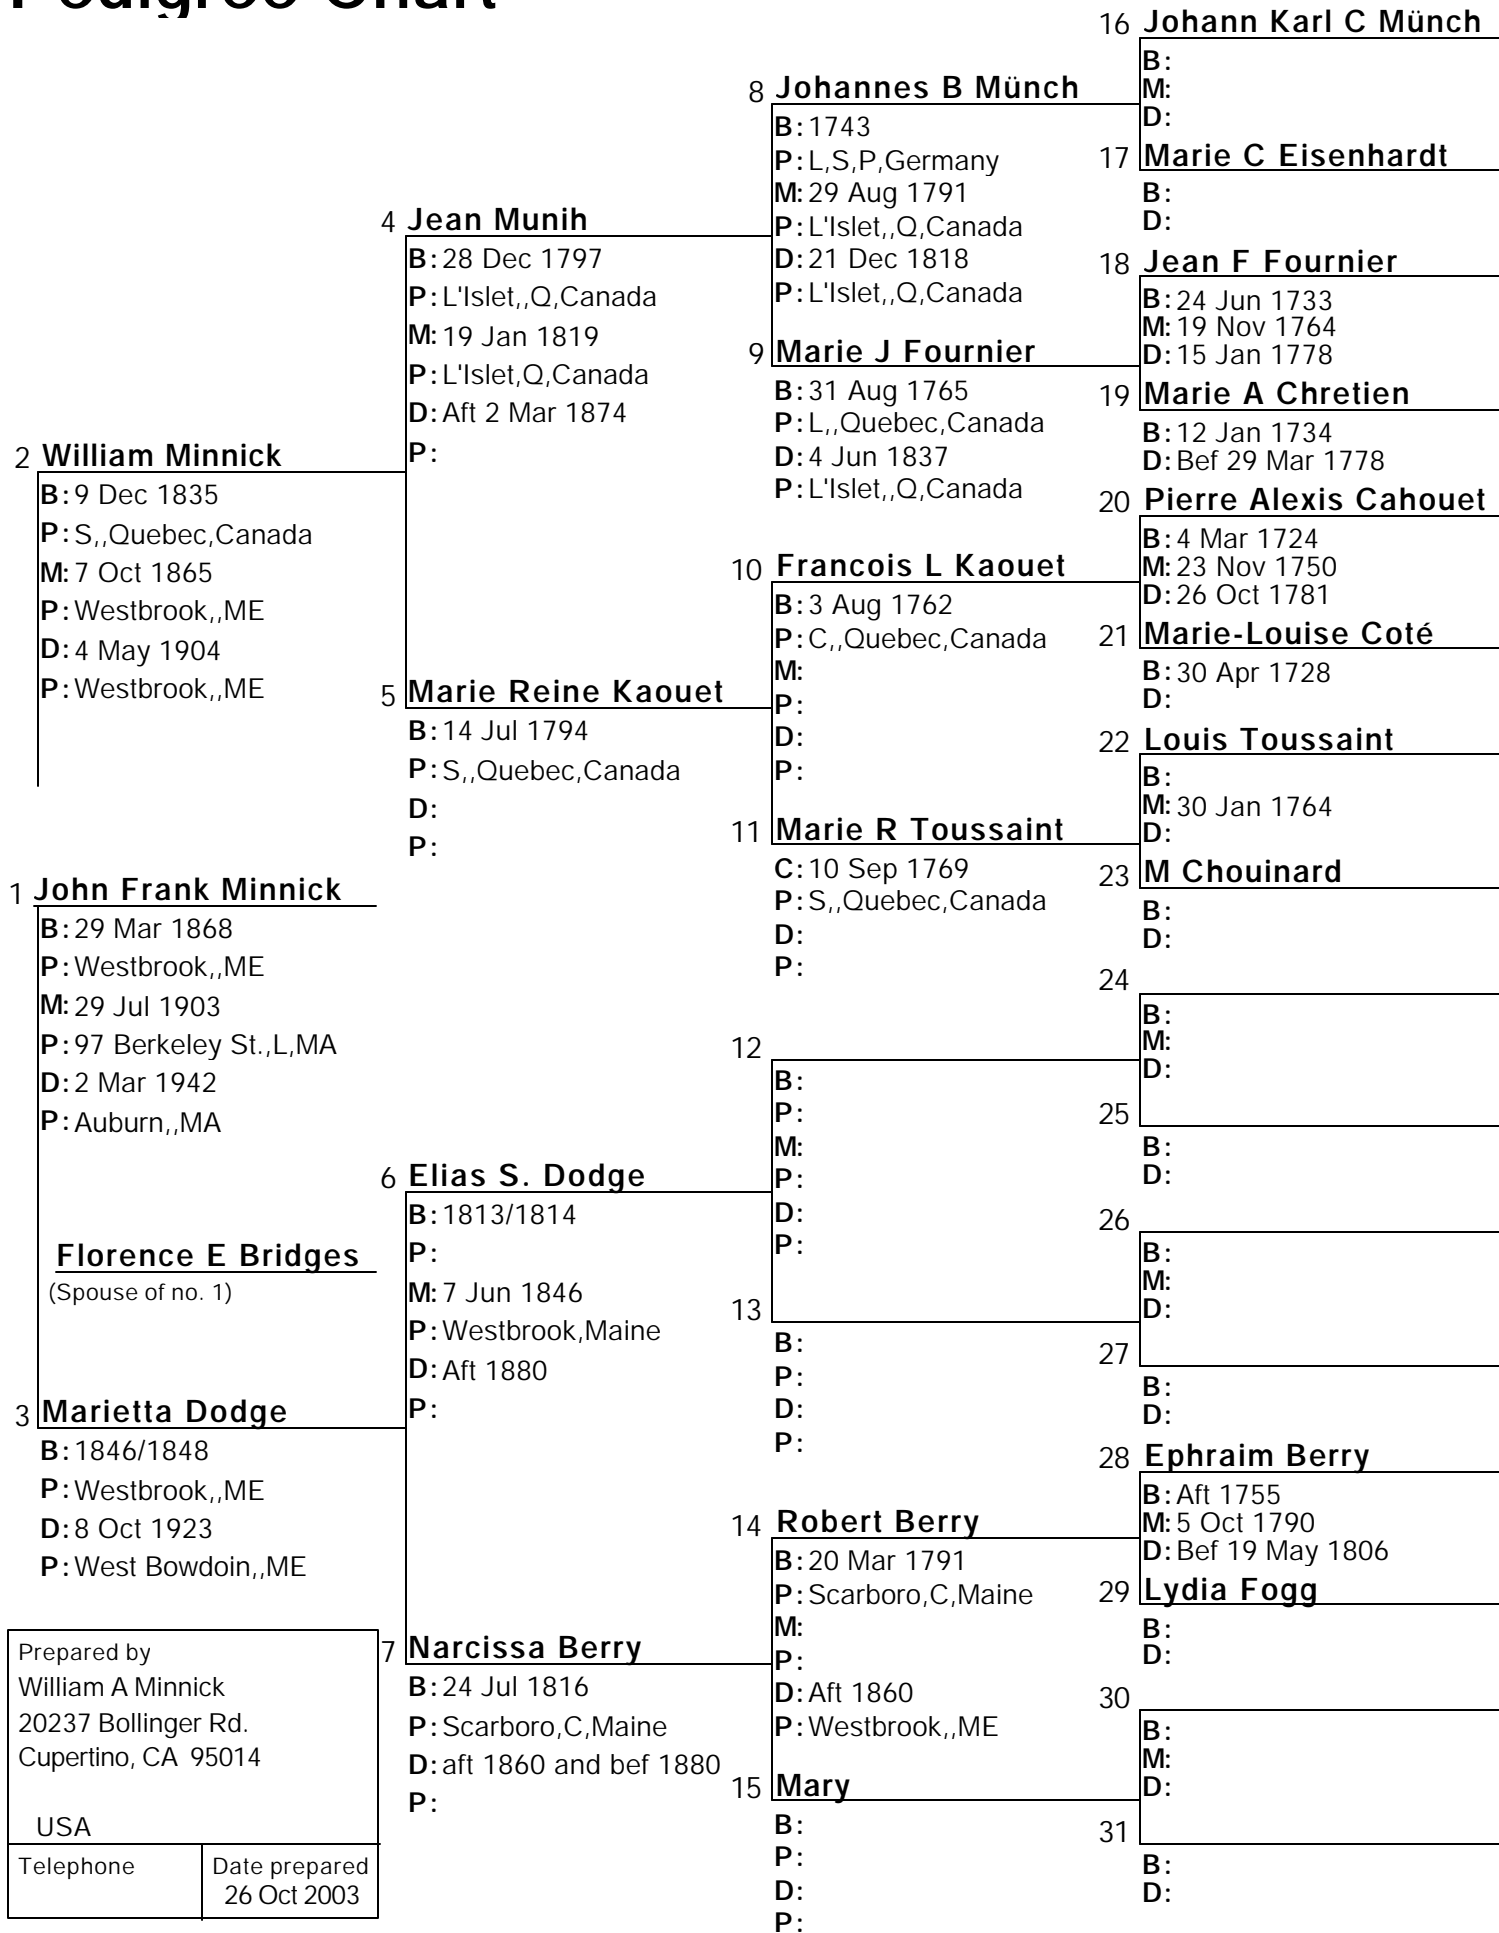 Pedigree Chart
16 Johann Karl C Münch
B:
M:
D:
8 Johannes B Münch
B: 1743
P: L,S,P,Germany
M: 29 Aug 1791
P: L'Islet,,Q,Canada
D: 21 Dec 1818
P: L'Islet,,Q,Canada
17 Marie C Eisenhardt
B:
D:
4 Jean Munih
B: 28 Dec 1797
P: L'Islet,,Q,Canada
M: 19 Jan 1819
P: L'Islet,Q,Canada
D: Aft 2 Mar 1874
P:
18 Jean F Fournier
B: 24 Jun 1733
M: 19 Nov 1764
D: 15 Jan 1778
9 Marie J Fournier
B: 31 Aug 1765
P: L,,Quebec,Canada
D: 4 Jun 1837
P: L'Islet,,Q,Canada
19 Marie A Chretien
B: 12 Jan 1734
D: Bef 29 Mar 1778
2 William Minnick
B: 9 Dec 1835
P: S,,Quebec,Canada
M: 7 Oct 1865
P: Westbrook,,ME
D: 4 May 1904
P: Westbrook,,ME
20 Pierre Alexis Cahouet
B: 4 Mar 1724
M: 23 Nov 1750
D: 26 Oct 1781
10 Francois L Kaouet
B: 3 Aug 1762
P: C,,Quebec,Canada
M:
P:
D:
P:
21 Marie-Louise Coté
B: 30 Apr 1728
D:
5 Marie Reine Kaouet
B: 14 Jul 1794
P: S,,Quebec,Canada
D:
P:
22 Louis Toussaint
B:
M: 30 Jan 1764
D:
11 Marie R Toussaint
C: 10 Sep 1769
P: S,,Quebec,Canada
D:
P:
23 M Chouinard
B:
D:
1 John Frank Minnick
B: 29 Mar 1868
P: Westbrook,,ME
M: 29 Jul 1903
P: 97 Berkeley St.,L,MA
D: 2 Mar 1942
P: Auburn,,MA
24
B:
M:
D:
12
B:
P:
M:
P:
D:
P:
25
B:
D:
6 Elias S. Dodge
B: 1813/1814
P:
M: 7 Jun 1846
P: Westbrook,Maine
D: Aft 1880
P:
26
B:
M:
D:
Florence E Bridges
(Spouse of no. 1)
13
B:
P:
D:
P:
27
B:
D:
3 Marietta Dodge
B: 1846/1848
P: Westbrook,,ME
D: 8 Oct 1923
P: West Bowdoin,,ME
28 Ephraim Berry
B: Aft 1755
M: 5 Oct 1790
D: Bef 19 May 1806
14 Robert Berry
B: 20 Mar 1791
P: Scarboro,C,Maine
M:
P:
D: Aft 1860
P: Westbrook,,ME
29 Lydia Fogg
B:
D:
7 Narcissa Berry
B: 24 Jul 1816
P: Scarboro,C,Maine
D: aft 1860 and bef 1880
P:
30
B:
M:
D:
15 Mary
B:
P:
D:
P:
31
B:
D:
Prepared by
William A Minnick
20237 Bollinger Rd.
Cupertino, CA 95014
USA
Telephone
Date prepared
26 Oct 2003